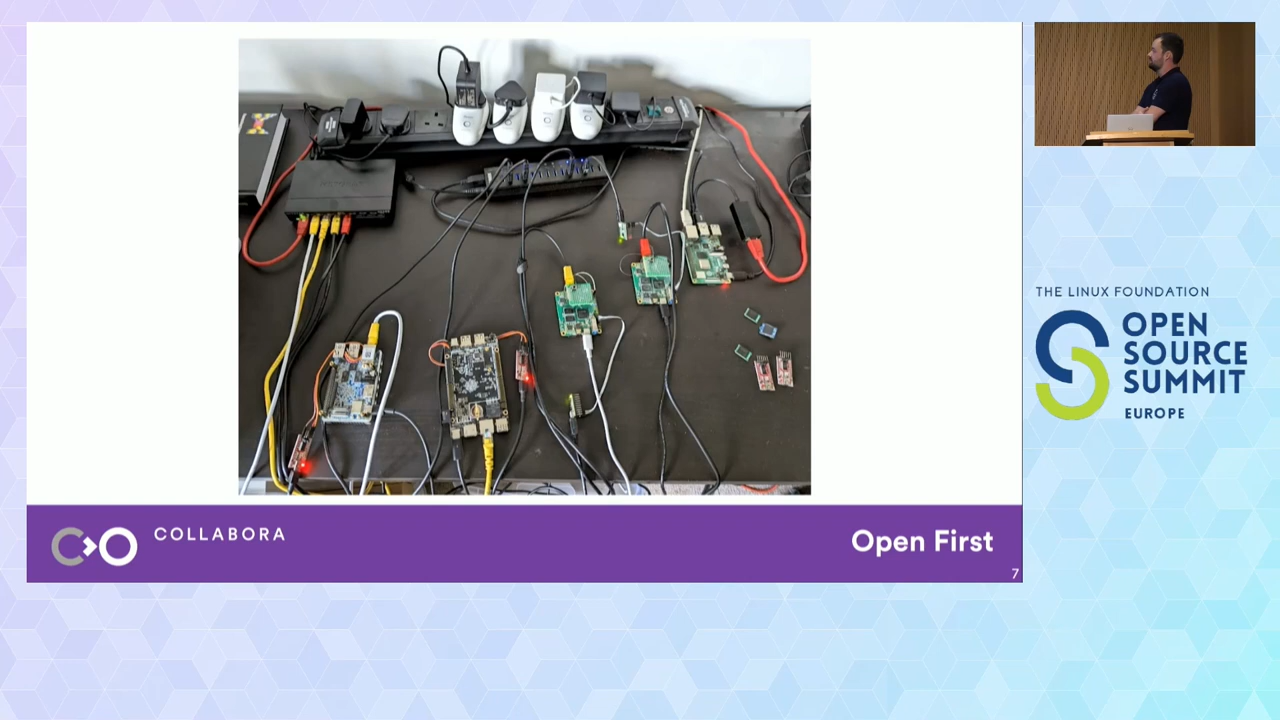 COLLABORA
Open First
7
THE LINUX FOUNDATION
OPEN
SOURCE
SUMMIT
EUROPE